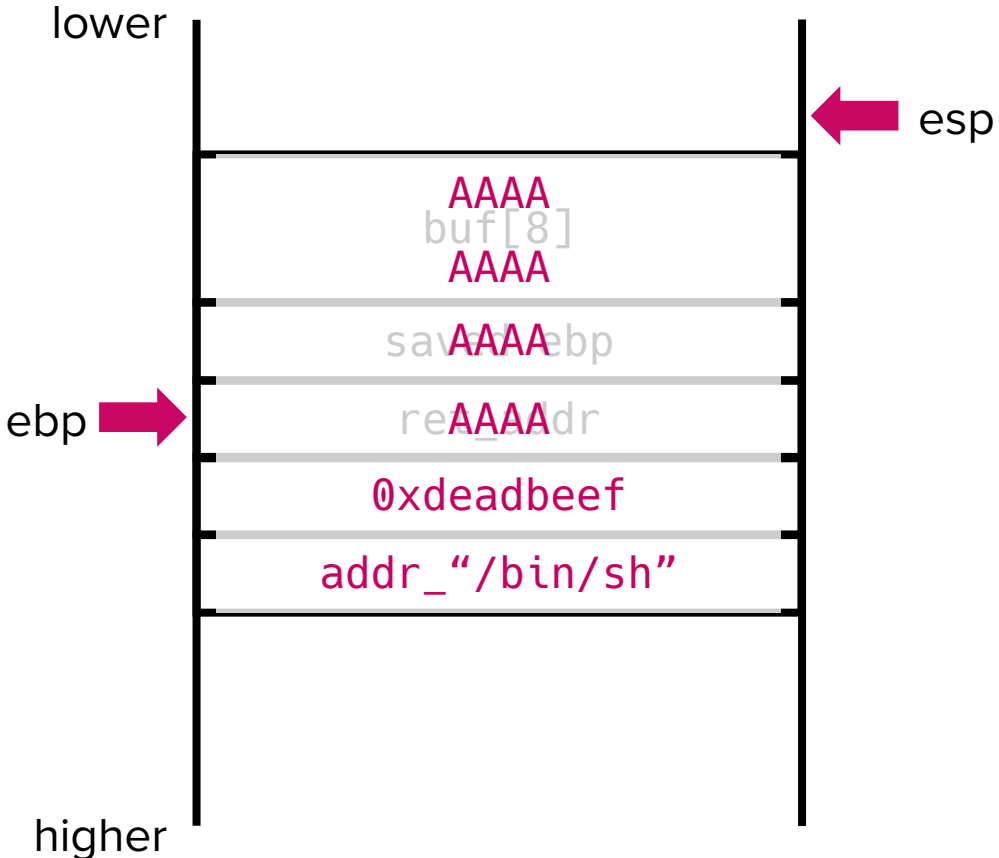 lower
esp
AAAA
buf[8]
AAAA
saved ebp
AAAA
ebp
ret_addr
AAAA
0xdeadbeef
addr_“/bin/sh”
higher